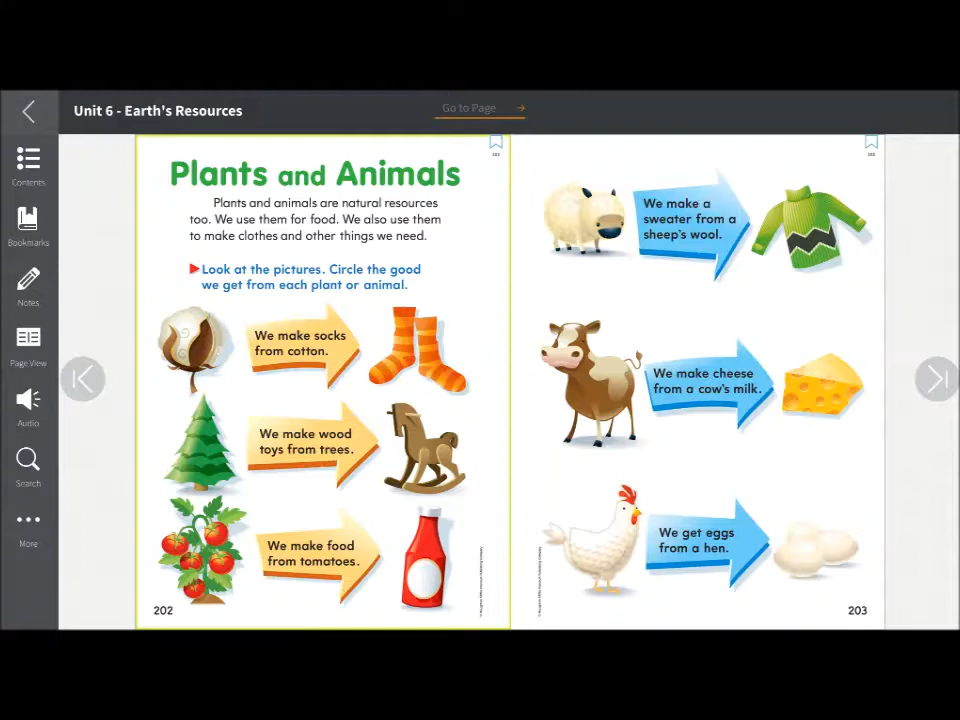 Unit 6 - Earth's Resources
Go to Page
Contents
Bookmarks
Notes
Page View
Audio
Search
More
Plants and Animals
Plants and animals are natural resources
too. We use them for food. We also use them
to make clothes and other things we need.
Look at the pictures. Circle the good
we get from each plant or animal.
We make socks
from cotton.
We make wood
toys from trees.
We make food
from tomatoes.
202
We make a
sweater from a
sheep's wool.
We make cheese
from a cow's milk.
We get eggs
from a hen.
203